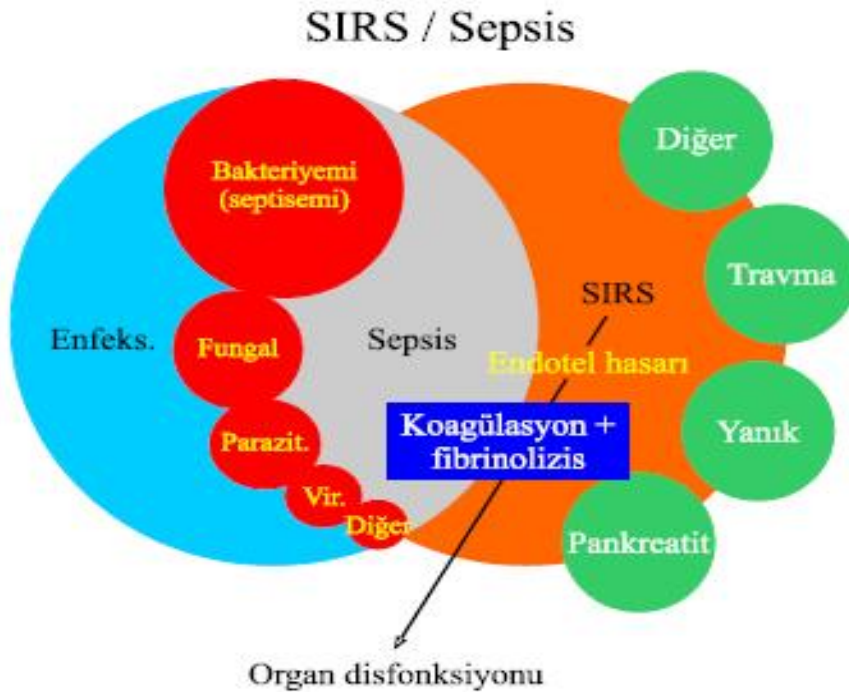 SIRS / Sepsis
Bakteriyemi
(septisemi)
Diğer
Travma
SIRS
Enfeks.
Fungal
Sepsis
Endotel hasarı
Koagülasyon +
fibrinolizis
Yanık
Parazit.
Vir.
Diğer
Pankreatit
Organ disfonksiyonu